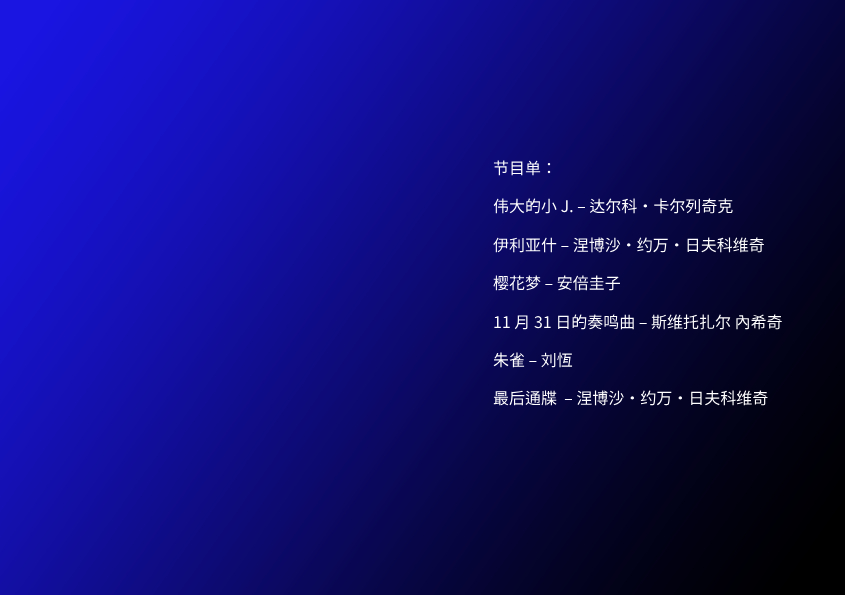 节目单：
伟大的小 J. – 达尔科・卡尔列奇克
伊利亚什 – 涅博沙・约万・日夫科维奇
樱花梦 – 安倍圭子
11 月 31 日的奏鸣曲 – 斯维托扎尔 內希奇
朱雀 – 刘恆
最后通牒 – 涅博沙・约万・日夫科维奇